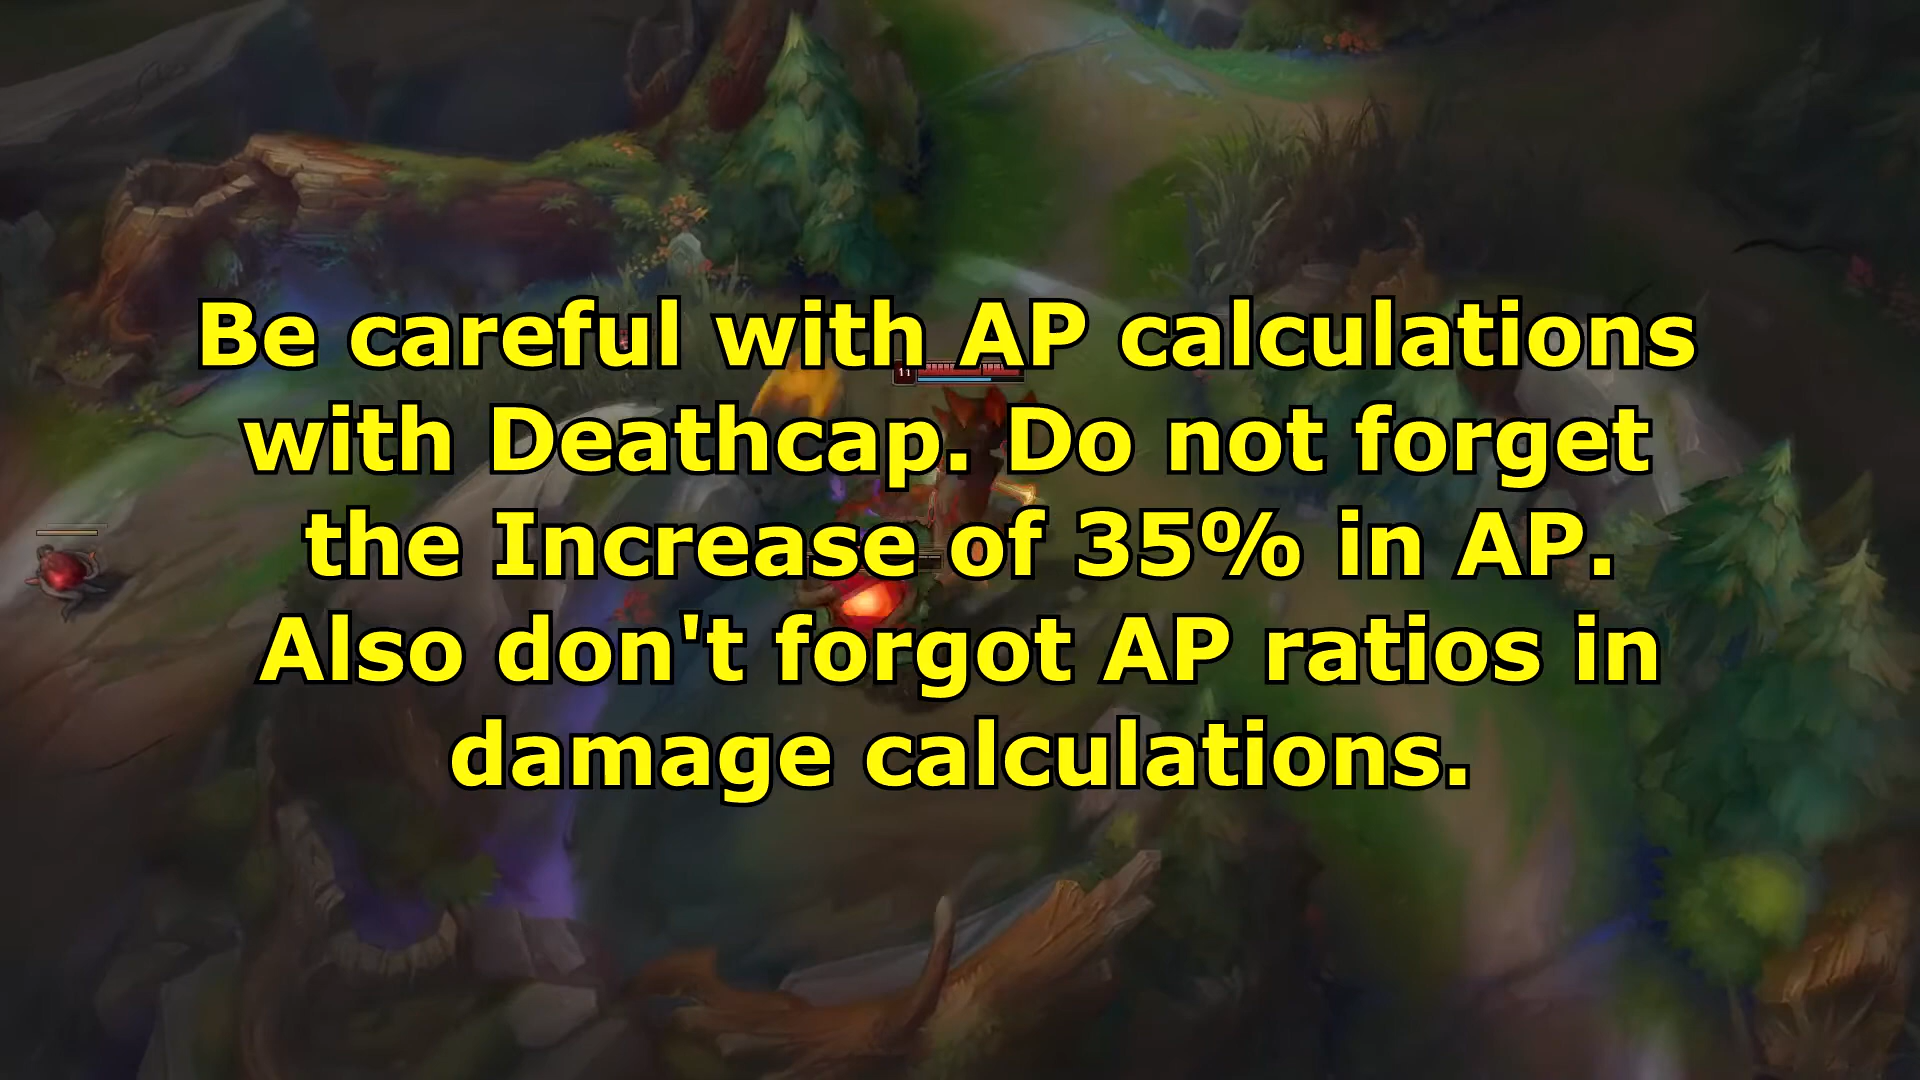 Be careful with AP calculations
with Deathcap. Do not forget
the Increase of 35% in AP.
Also don't forgot AP ratios in
damage calculations.
11